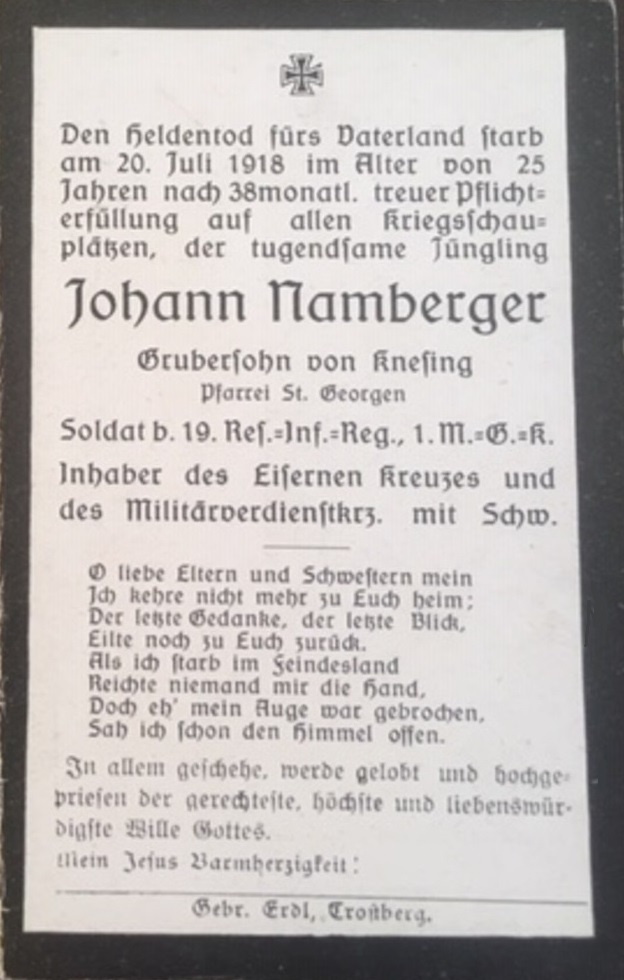 Den Heldentod fürs Vaterland starb
am 20. Juli 1918 im Alter von 25
Jahren nach 38monatl. treuer Pflicht=
erfüllung auf allen Kriegsschau=
plätzen, der tugendsame Jüngling
Johann Namberger
Grubersohn von Knesing
Pfarrei St. Georgen
Soldat b. 19. Res.=Inf.=Reg., 1. M.=G.=K.
Inhaber des Eisernen Kreuzes und
des Militärverdienstkrz. mit Schw.
O liebe Eltern und Schwestern mein
Ich kehre nicht mehr zu Euch heim;
Der letzte Gedanke, der letzte Blick,
Eilte noch zu Euch zurück.
Als ich starb im Feindesland
Reichte niemand mir die Hand,
Doch eh' mein Auge war gebrochen,
Sah ich schon den Himmel offen.
In allem geschehe, werde gelobt und hochge=
priesen der gerechteste, höchste und liebenswür=
digste Wille Gottes.
Mein Jesus Barmherzigkeit!
Gebr. Erdl, Trostberg.